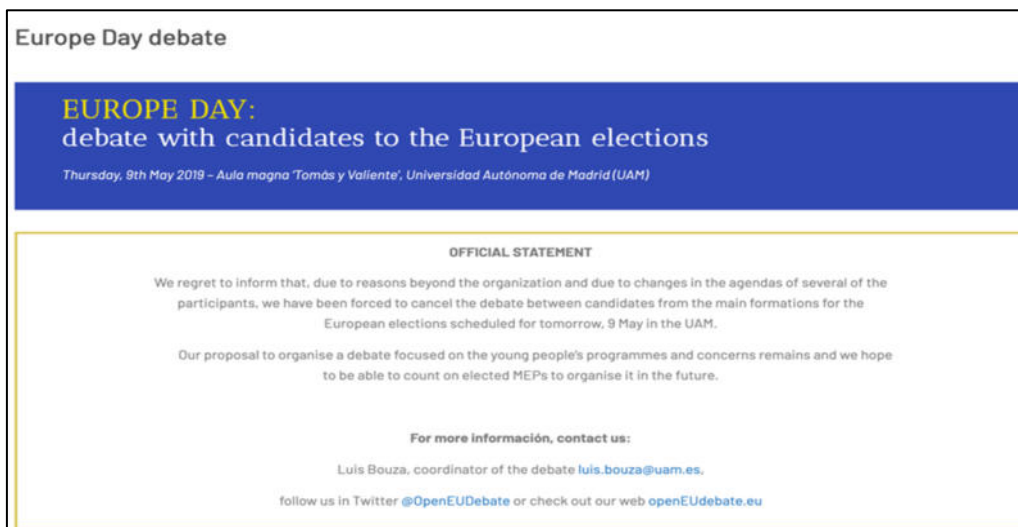 Europe Day debate
EUROPE DAY:
debate with candidates to the European elections
Thursday, 9th May 2019 – Aula magna 'Tomás y Valiente', Universidad Autónoma de Madrid (UAM)
OFFICIAL STATEMENT
We regret to inform that, due to reasons beyond the organization and due to changes in the agendas of several of the
participants, we have been forced to cancel the debate between candidates from the main formations for the
European elections scheduled for tomorrow, 9 May in the UAM.
Our proposal to organise a debate focused on the young people's programmes and concerns remains and we hope
to be able to count on elected MEPs to organise it in the future.
For more información, contact us:
Luis Bouza, coordinator of the debate luis.bouza@uam.es,
follow us in Twitter @OpenEUDebate or check out our web openEUdebate.eu